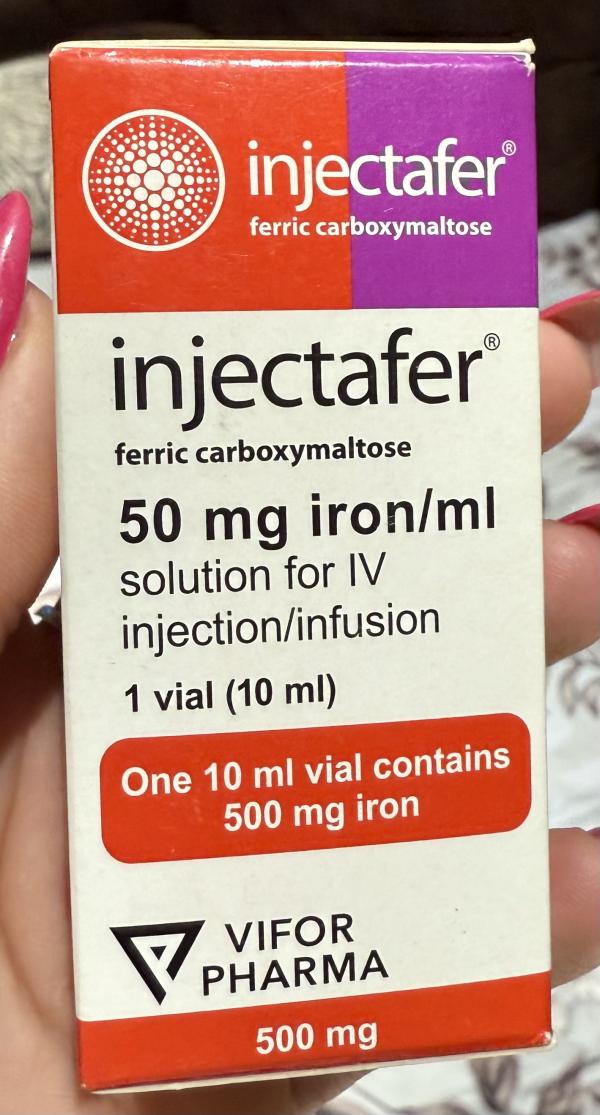 injectafer®
ferric carboxymaltose
injectafer®
ferric carboxymaltose
50 mg iron/ml
solution for IV
injection/infusion
1 vial (10 ml)
One 10 ml vial contains
500 mg iron
VIFOR
PHARMA
500 mg